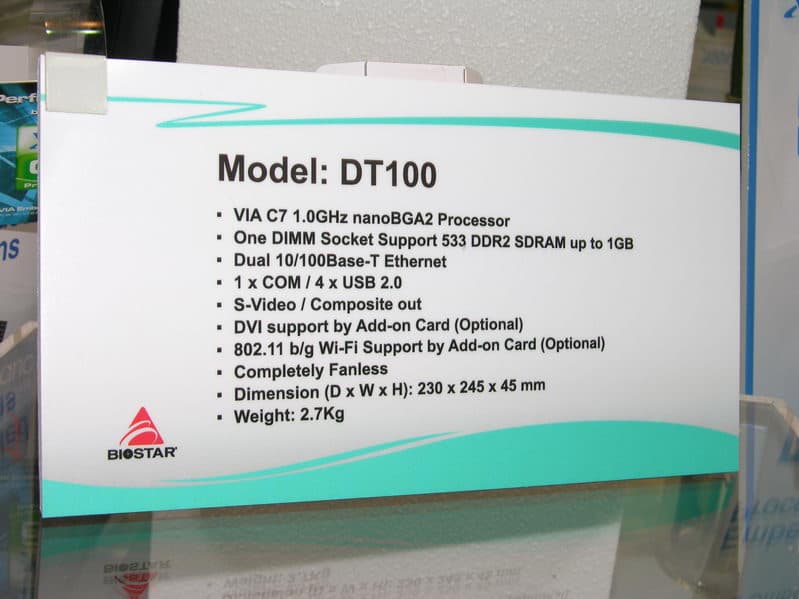 Model: DT100
▪ VIA C7 1.0GHz nanoBGA2 Processor
▪ One DIMM Socket Support 533 DDR2 SDRAM up to 1GB
▪ Dual 10/100Base-T Ethernet
▪ 1 x COM / 4 x USB 2.0
▪ S-Video / Composite out
▪ DVI support by Add-on Card (Optional)
▪ 802.11 b/g Wi-Fi Support by Add-on Card (Optional)
▪ Completely Fanless
▪ Dimension (D x W x H): 230 x 245 x 45 mm
▪ Weight: 2.7Kg
BIOSTAR